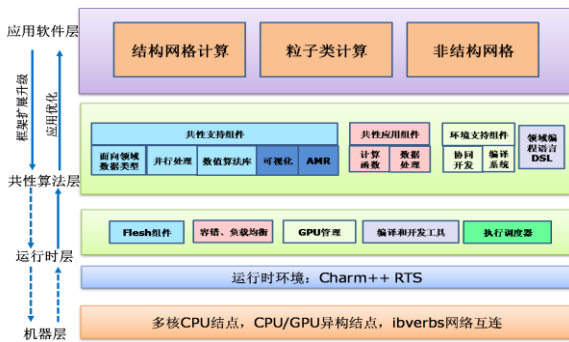 应用软件层
结构网格计算
粒子类计算
非结构网格
框架扩展升级
应用优化
共性支持组件
面向领域
数据类型
并行处理
数值算法库
可视化
AMR
共性应用组件
计算
函数
数据
处理
环境支持组件
协同
开发
编译
系统
领域编
程语言
DSL
共性算法层
Flesh组件
容错、负载均衡
GPU管理
编译和开发工具
执行调度器
运行时层
运行时环境：Charm++ RTS
多核CPU结点，CPU/GPU异构结点，ibverbs网络互连
机器层